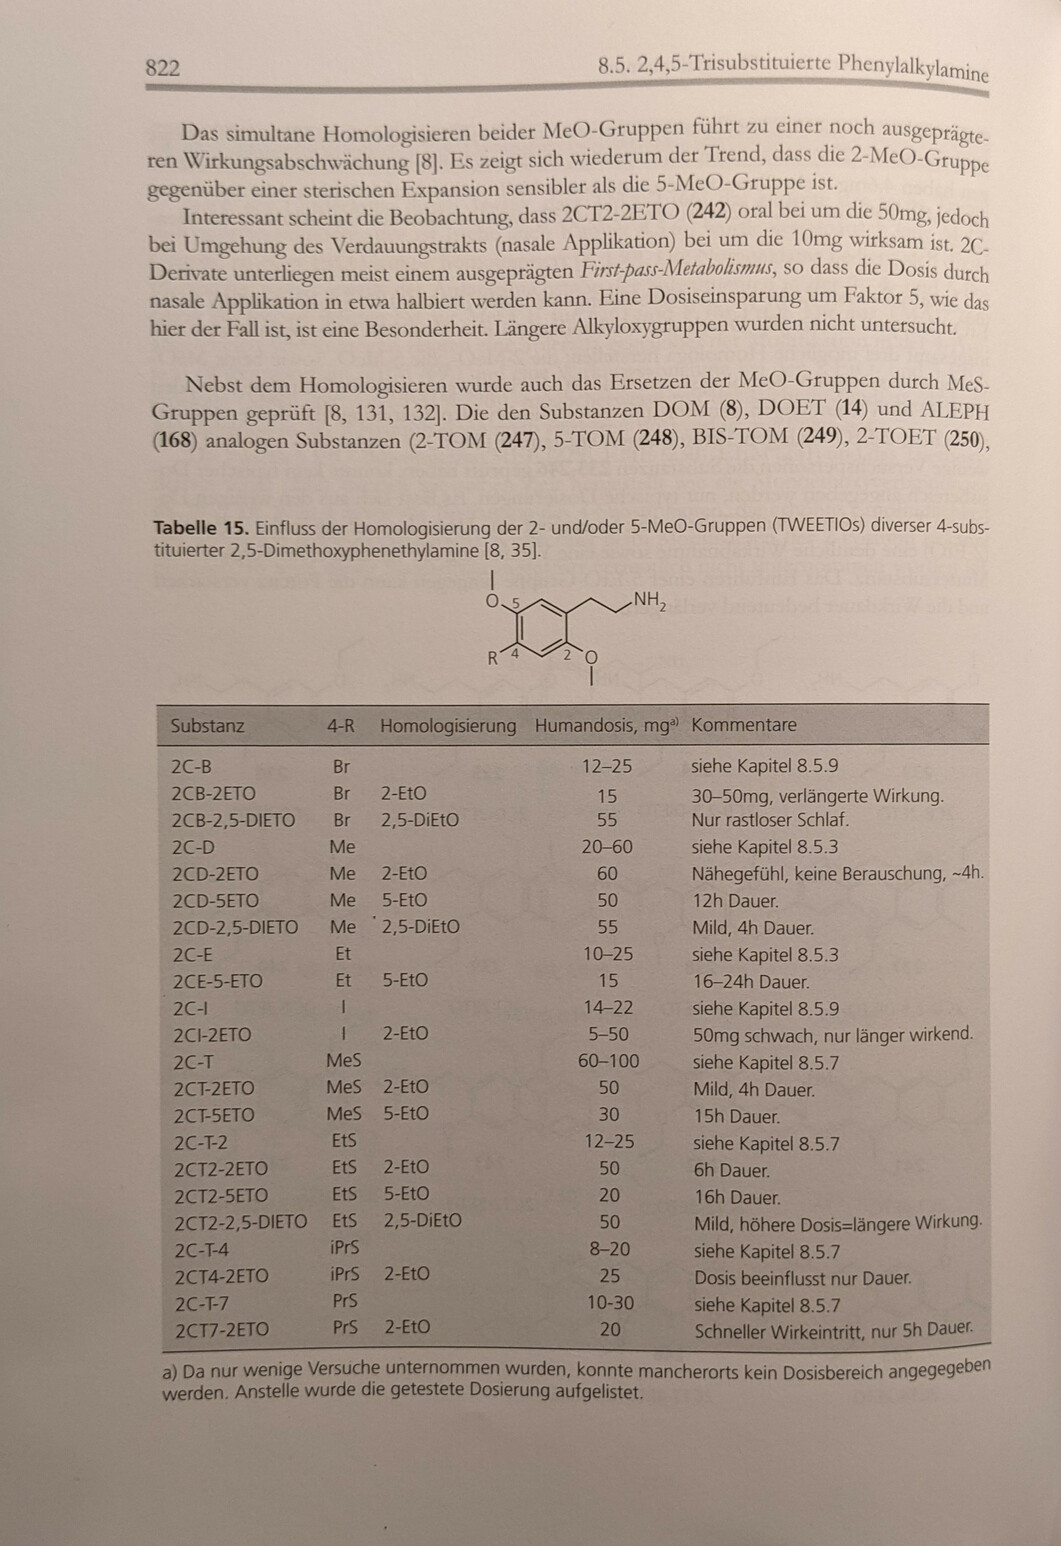 822
8.5. 2,4,5-Trisubstituierte Phenylalkylamine
Das simultane Homologisieren beider MeO-Gruppen führt zu einer noch ausgeprägte-
ren Wirkungsabschwächung [8]. Es zeigt sich wiederum der Trend, dass die 2-MeO-Gruppe
gegenüber einer sterischen Expansion sensibler als die 5-MeO-Gruppe ist.
Interessant scheint die Beobachtung, dass 2CT2-2ETO (242) oral bei um die 50mg, jedoch
bei Umgehung des Verdauungstrakts (nasale Applikation) bei um die 10mg wirksam ist. 2C-
Derivate unterliegen meist einem ausgeprägten First-pass-Metabolismus, so dass die Dosis durch
nasale Applikation in etwa halbiert werden kann. Eine Dosiseinsparung um Faktor 5, wie das
hier der Fall ist, ist eine Besonderheit. Längere Alkyloxygruppen wurden nicht untersucht.
Nebst dem Homologisieren wurde auch das Ersetzen der MeO-Gruppen durch MeS-
Gruppen geprüft [8, 131, 132]. Die den Substanzen DOM (8), DOET (14) und ALEPH
(168) analogen Substanzen (2-TOM (247), 5-TOM (248), BIS-TOM (249), 2-TOET (250),
Tabelle 15. Einfluss der Homologisierung der 2- und/oder 5-MeO-Gruppen (TWEETIOs) diverser 4-subs-
tituierter 2,5-Dimethoxyphenethylamine [8, 35].
O 5 NH2
R 4 2 O
Substanz 4-R Homologisierung Humandosis, mga) Kommentare
2C-B Br 12–25 siehe Kapitel 8.5.9
2CB-2ETO Br 2-EtO 15 30–50mg, verlängerte Wirkung.
2CB-2,5-DIETO Br 2,5-DiEtO 55 Nur rastloser Schlaf.
2C-D Me 20–60 siehe Kapitel 8.5.3
2CD-2ETO Me 2-EtO 60 Nähegefühl, keine Berauschung, ~4h.
2CD-5ETO Me 5-EtO 50 12h Dauer.
2CD-2,5-DIETO Me 2,5-DiEtO 55 Mild, 4h Dauer.
2C-E Et 10–25 siehe Kapitel 8.5.3
2CE-5-ETO Et 5-EtO 15 16–24h Dauer.
2C-I I 14–22 siehe Kapitel 8.5.9
2CI-2ETO I 2-EtO 5–50 50mg schwach, nur länger wirkend.
2C-T MeS 60–100 siehe Kapitel 8.5.7
2CT-2ETO MeS 2-EtO 50 Mild, 4h Dauer.
2CT-5ETO MeS 5-EtO 30 15h Dauer.
2C-T-2 EtS 12–25 siehe Kapitel 8.5.7
2CT2-2ETO EtS 2-EtO 50 6h Dauer.
2CT2-5ETO EtS 5-EtO 20 16h Dauer.
2CT2-2,5-DIETO EtS 2,5-DiEtO 50 Mild, höhere Dosis=längere Wirkung.
2C-T-4 iPrS 8–20 siehe Kapitel 8.5.7
2CT4-2ETO iPrS 2-EtO 25 Dosis beeinflusst nur Dauer.
2C-T-7 PrS 10-30 siehe Kapitel 8.5.7
2CT7-2ETO PrS 2-EtO 20 Schneller Wirkeintritt, nur 5h Dauer.
a) Da nur wenige Versuche unternommen wurden, konnte mancherorts kein Dosisbereich angegegeben
werden. Anstelle wurde die getestete Dosierung aufgelistet.